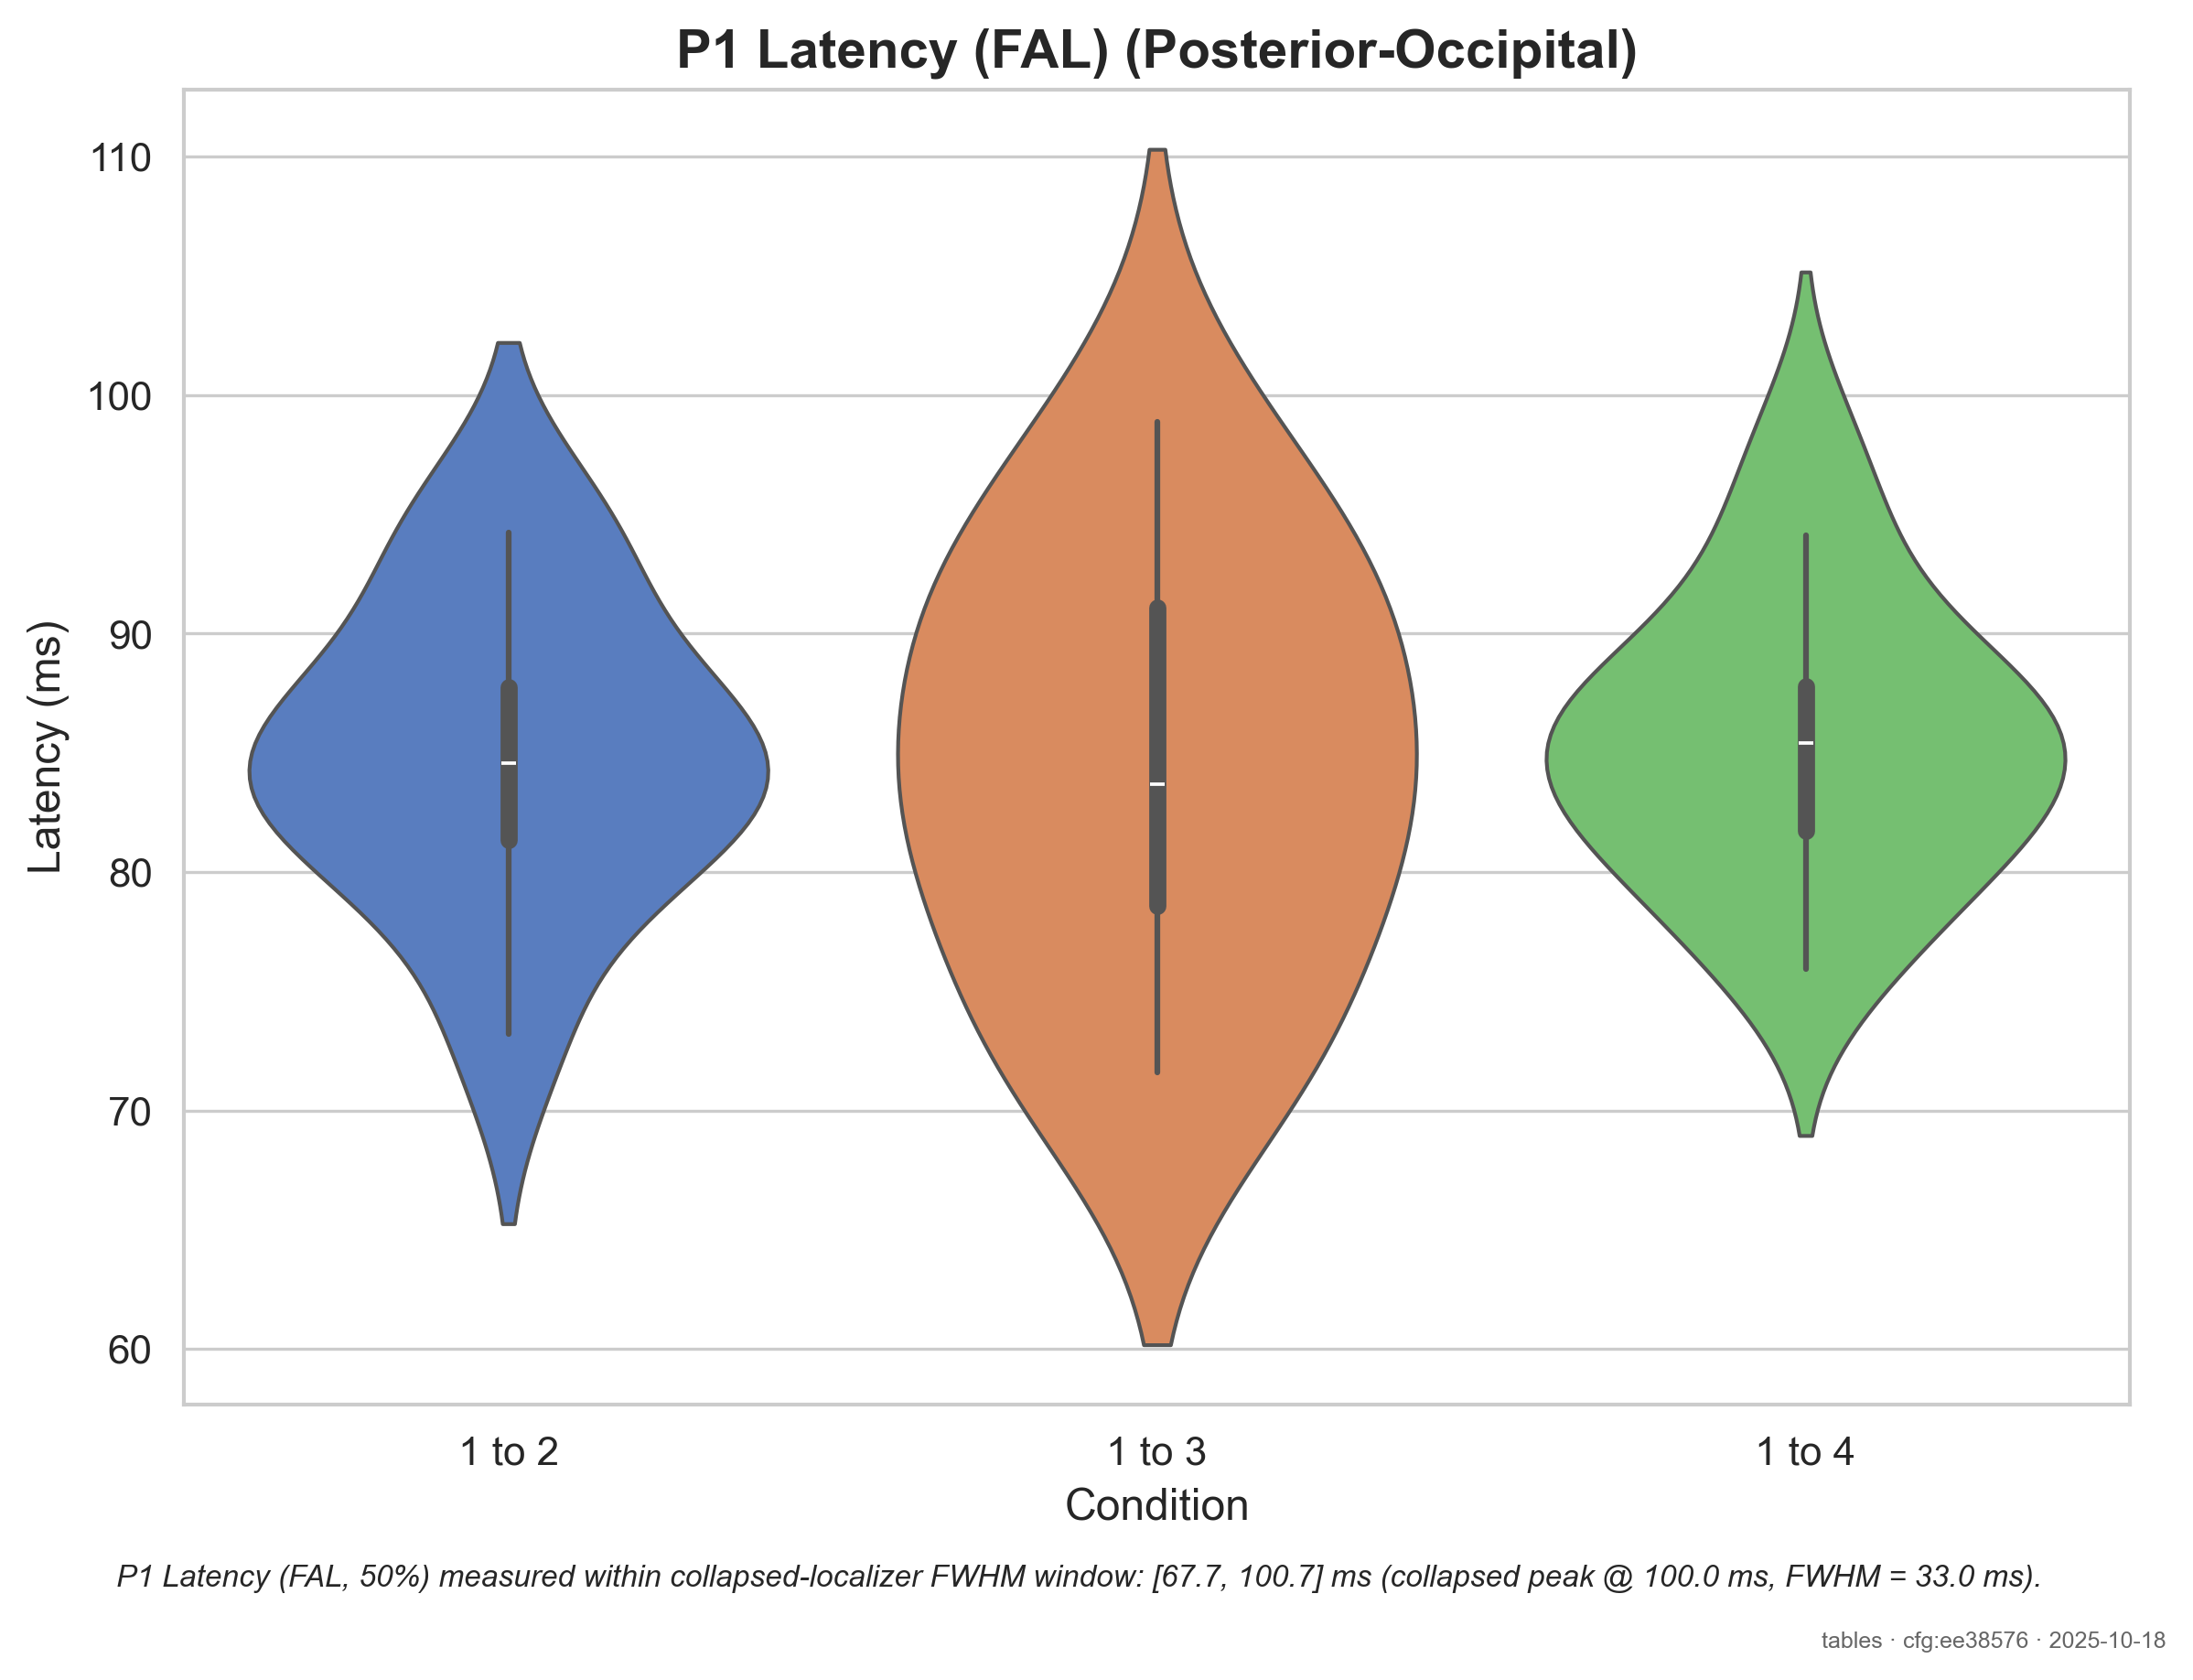 P1 Latency (FAL) (Posterior-Occipital)
110
100
90
80
70
60
Latency (ms)
1 to 2
1 to 3
1 to 4
Condition
P1 Latency (FAL, 50%) measured within collapsed-localizer FWHM window: [67.7, 100.7] ms (collapsed peak @ 100.0 ms, FWHM = 33.0 ms).
tables · cfg:ee38576 · 2025-10-18